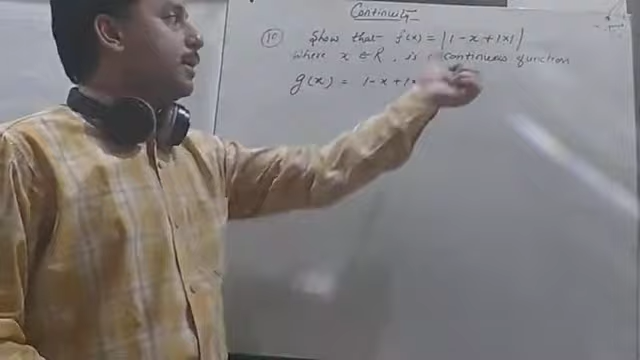 Continuity
(10) Show that f(x) = |1 - x + |x||
where x ∈ R, is continuous function
g(x) = 1 - x +